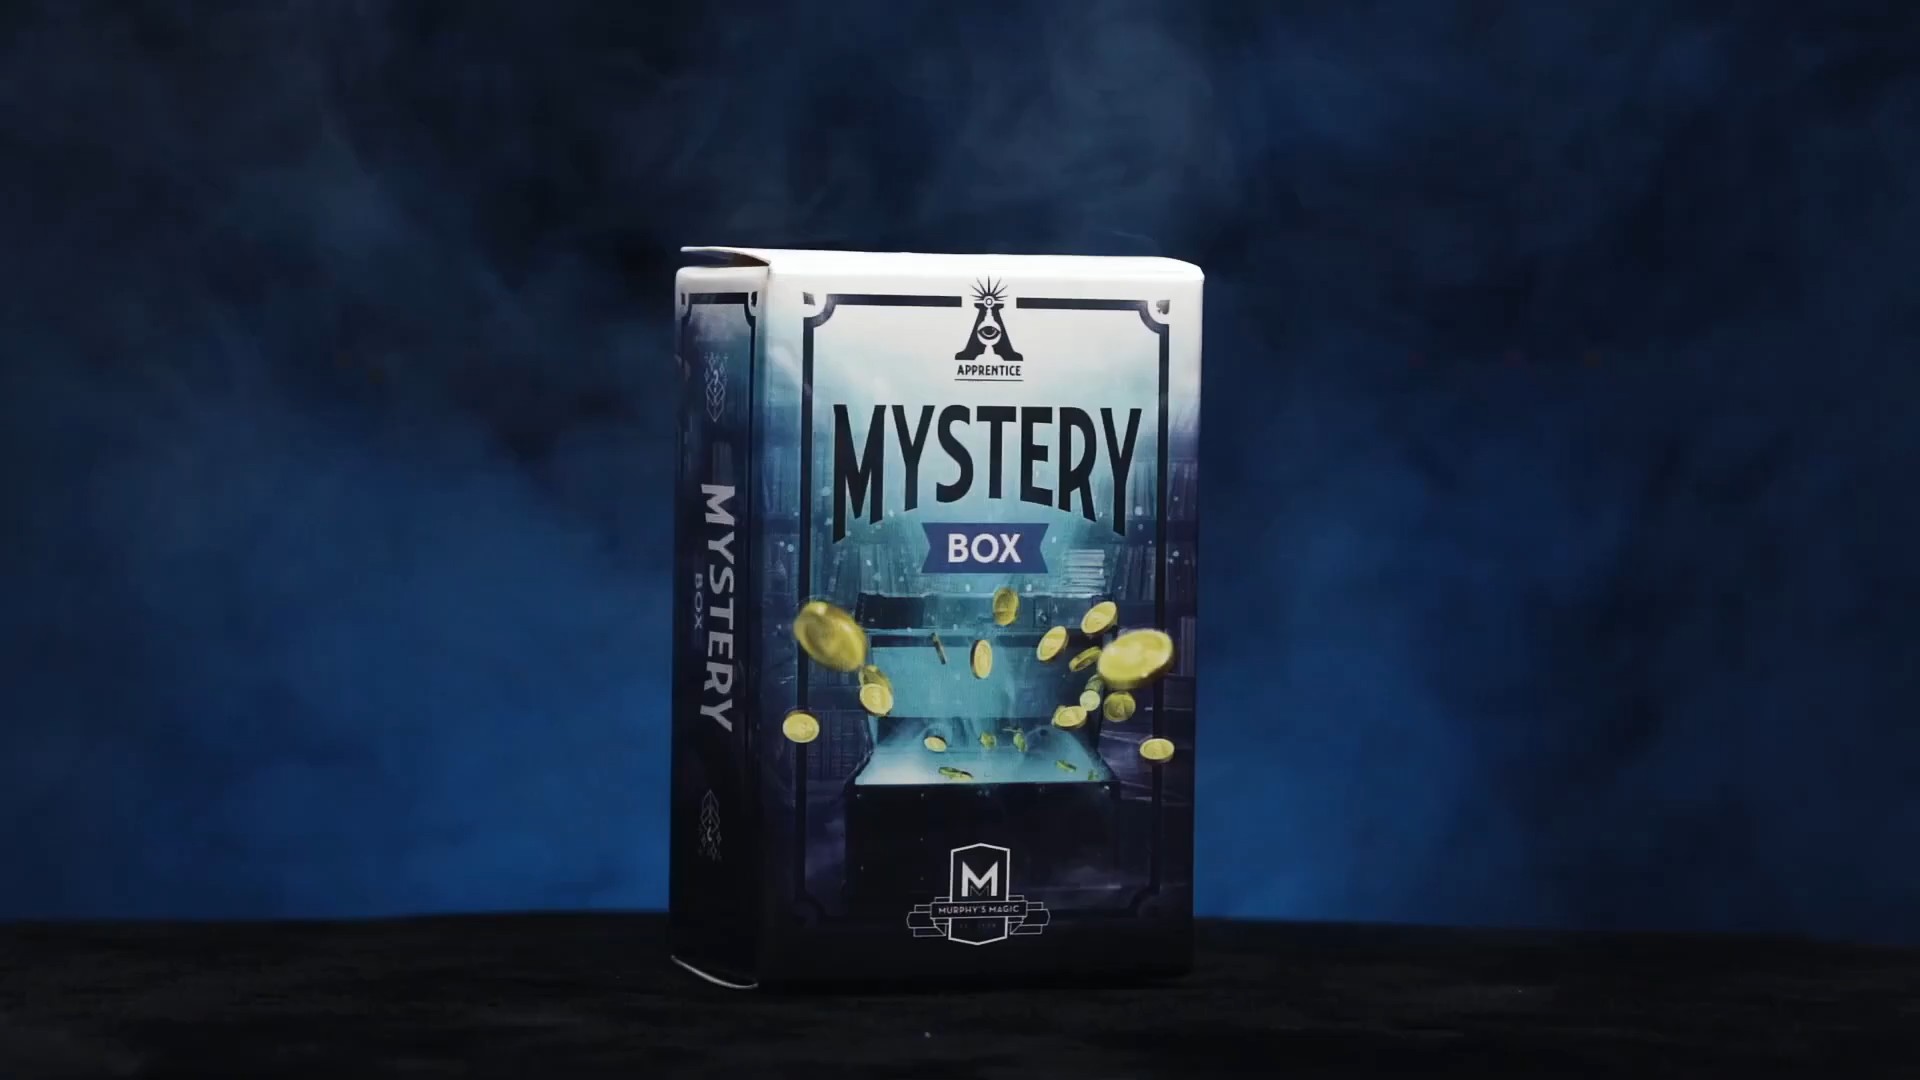 APPRENTICE
MYSTERY
BOX
MYSTERY
BOX
M
MURPHY'S MAGIC